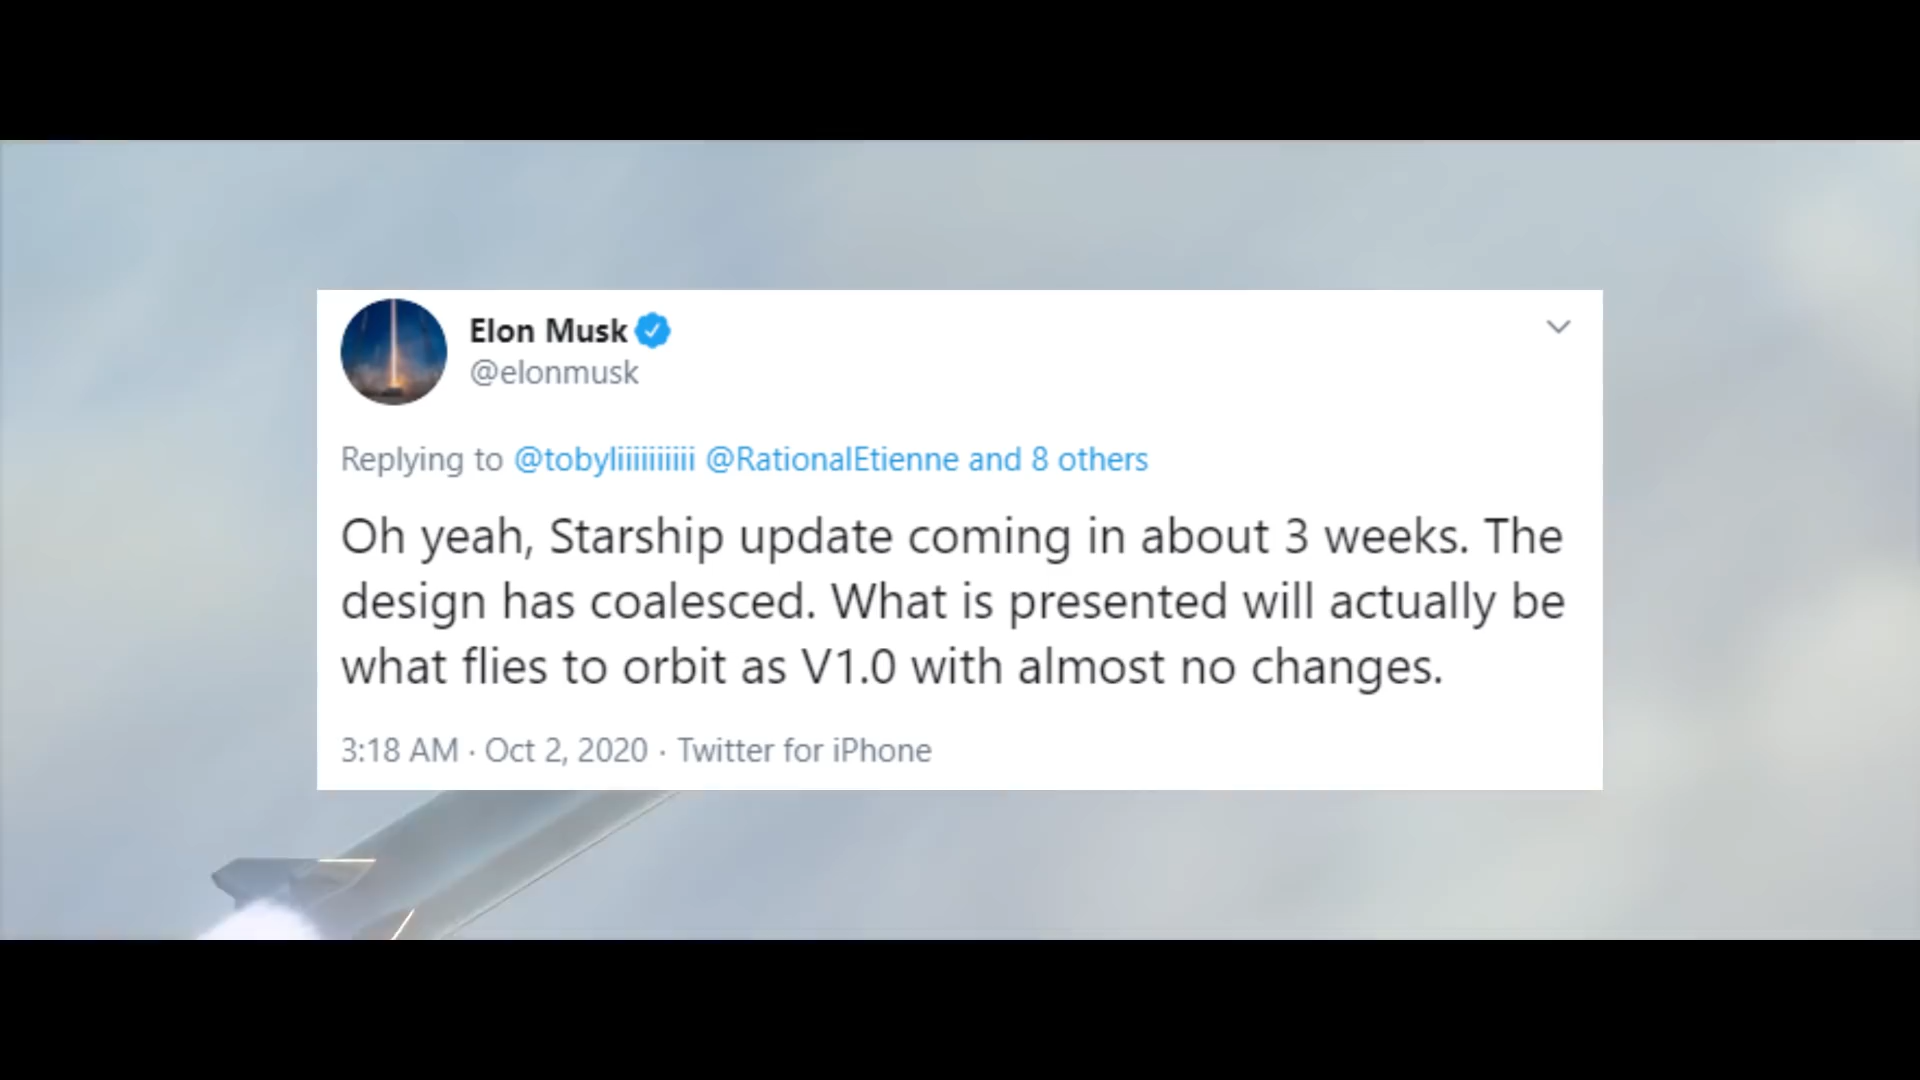 Elon Musk
@elonmusk
Replying to @tobyliiiiiiiiiii @RationalEtienne and 8 others
Oh yeah, Starship update coming in about 3 weeks. The
design has coalesced. What is presented will actually be
what flies to orbit as V1.0 with almost no changes.
3:18 AM · Oct 2, 2020 · Twitter for iPhone